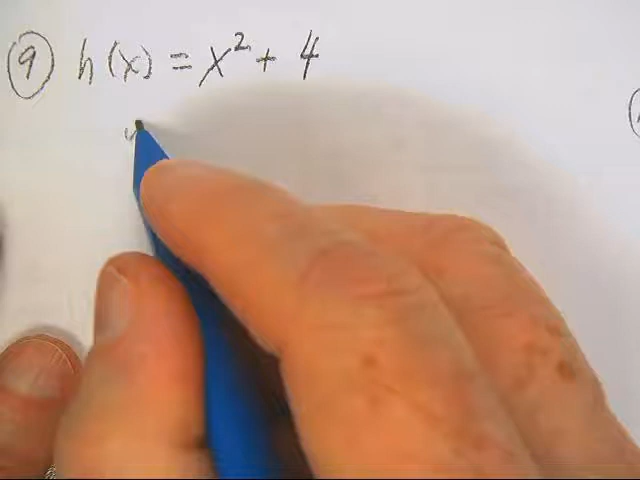 ⑨ h(x) = x² + 4